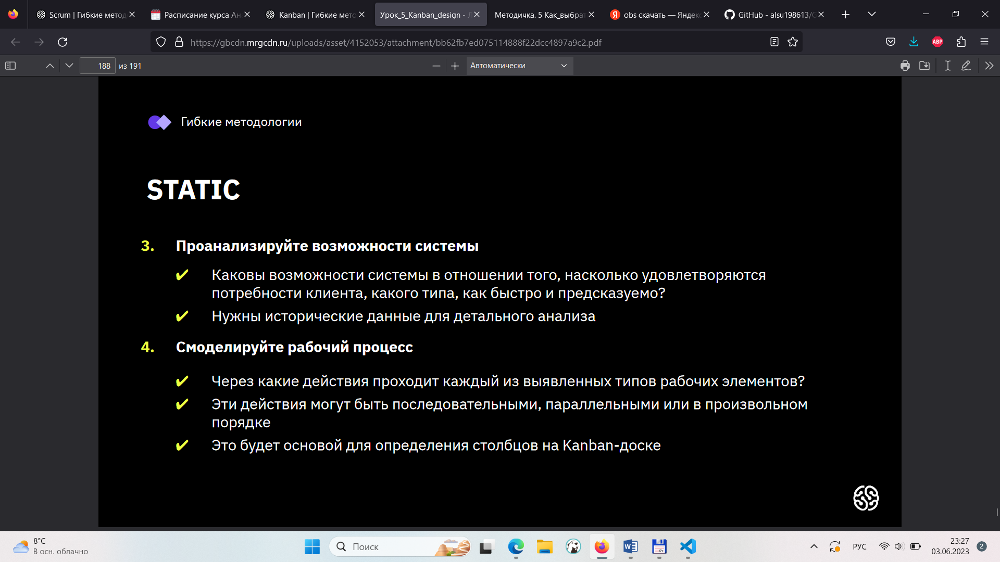 Scrum | Гибкие метод
Расписание курса Ан
Kanban | Гибкие мето
Урок_5_Kanban_design - Л
Методичка. 5 Как_выбрат
obs скачать — Яндекс
GitHub - alsu198613/G
https://gbcdn.mrgcdn.ru/uploads/asset/4152053/attachment/bb62fb7ed075114888f22dcc4897a9c2.pdf
ABP
188 из 191
Автоматически
Гибкие методологии
STATIC
3. Проанализируйте возможности системы
✔ Каковы возможности системы в отношении того, насколько удовлетворяются
потребности клиента, какого типа, как быстро и предсказуемо?
✔ Нужны исторические данные для детального анализа
4. Смоделируйте рабочий процесс
✔ Через какие действия проходит каждый из выявленных типов рабочих элементов?
✔ Эти действия могут быть последовательными, параллельными или в произвольном
порядке
✔ Это будет основой для определения столбцов на Kanban-доске
8°C
В осн. облачно
Поиск
64
РУС
23:27
03.06.2023
2